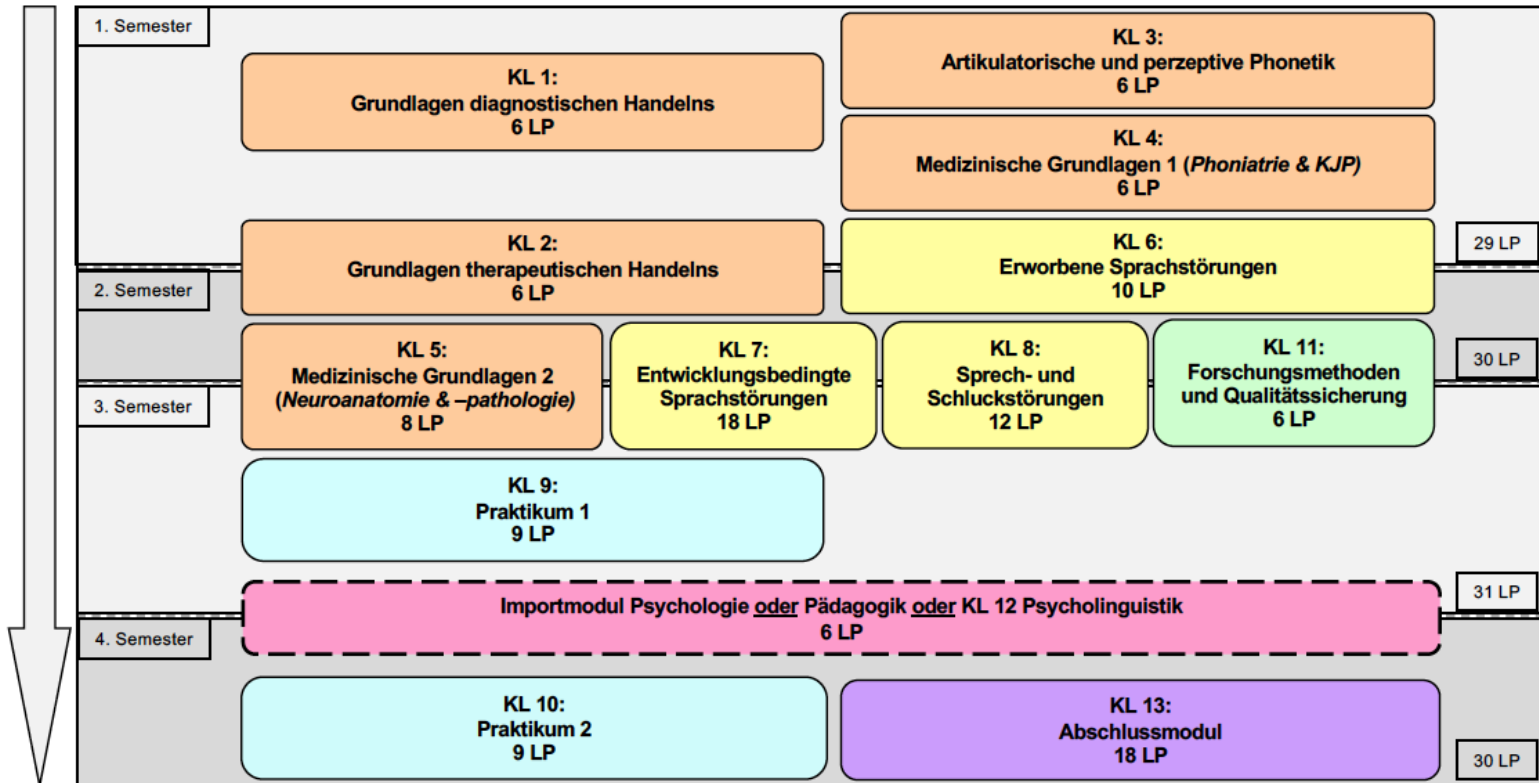 1. Semester
KL 1:
Grundlagen diagnostischen Handelns
6 LP
KL 3:
Artikulatorische und perzeptive Phonetik
6 LP
KL 4:
Medizinische Grundlagen 1 (Phoniatrie & KJP)
6 LP
KL 2:
Grundlagen therapeutischen Handelns
6 LP
KL 6:
Erworbene Sprachstörungen
10 LP
29 LP
2. Semester
KL 5:
Medizinische Grundlagen 2
(Neuroanatomie & –pathologie)
8 LP
KL 7:
Entwicklungsbedingte
Sprachstörungen
18 LP
KL 8:
Sprech- und
Schluckstörungen
12 LP
KL 11:
Forschungsmethoden
und Qualitätssicherung
6 LP
30 LP
3. Semester
KL 9:
Praktikum 1
9 LP
Importmodul Psychologie oder Pädagogik oder KL 12 Psycholinguistik
6 LP
31 LP
4. Semester
KL 10:
Praktikum 2
9 LP
KL 13:
Abschlussmodul
18 LP
30 LP